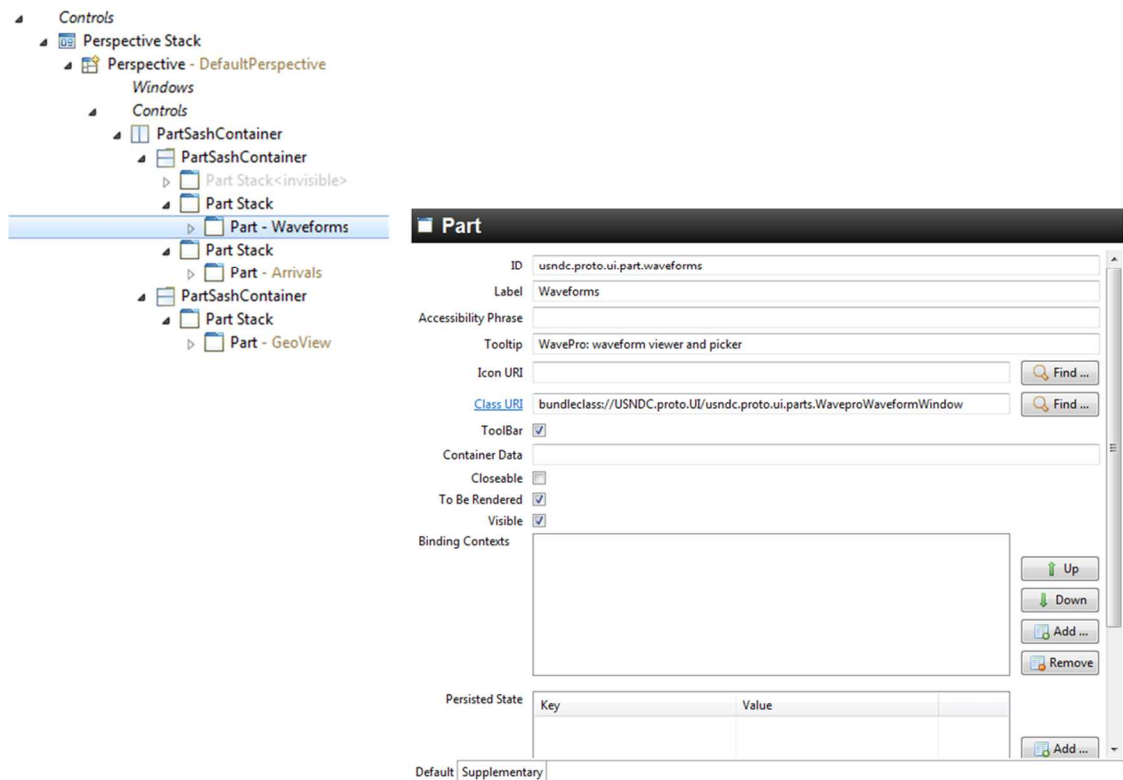 Controls
Perspective Stack
Perspective - DefaultPerspective
Windows
Controls
PartSashContainer
PartSashContainer
Part Stack<invisible>
Part Stack
Part - Waveforms
Part Stack
Part - Arrivals
PartSashContainer
Part Stack
Part - GeoView
Part
ID usndc.proto.ui.part.waveforms
Label Waveforms
Accessibility Phrase
Tooltip WavePro: waveform viewer and picker
Icon URI Find ...
Class URI bundleclass://USNDC.proto.UI/usndc.proto.ui.parts.WaveproWaveformWindow Find ...
ToolBar
Container Data
Closeable
To Be Rendered
Visible
Binding Contexts
Up
Down
Add ...
Remove
Persisted State Key Value
Add ...
Default Supplementary